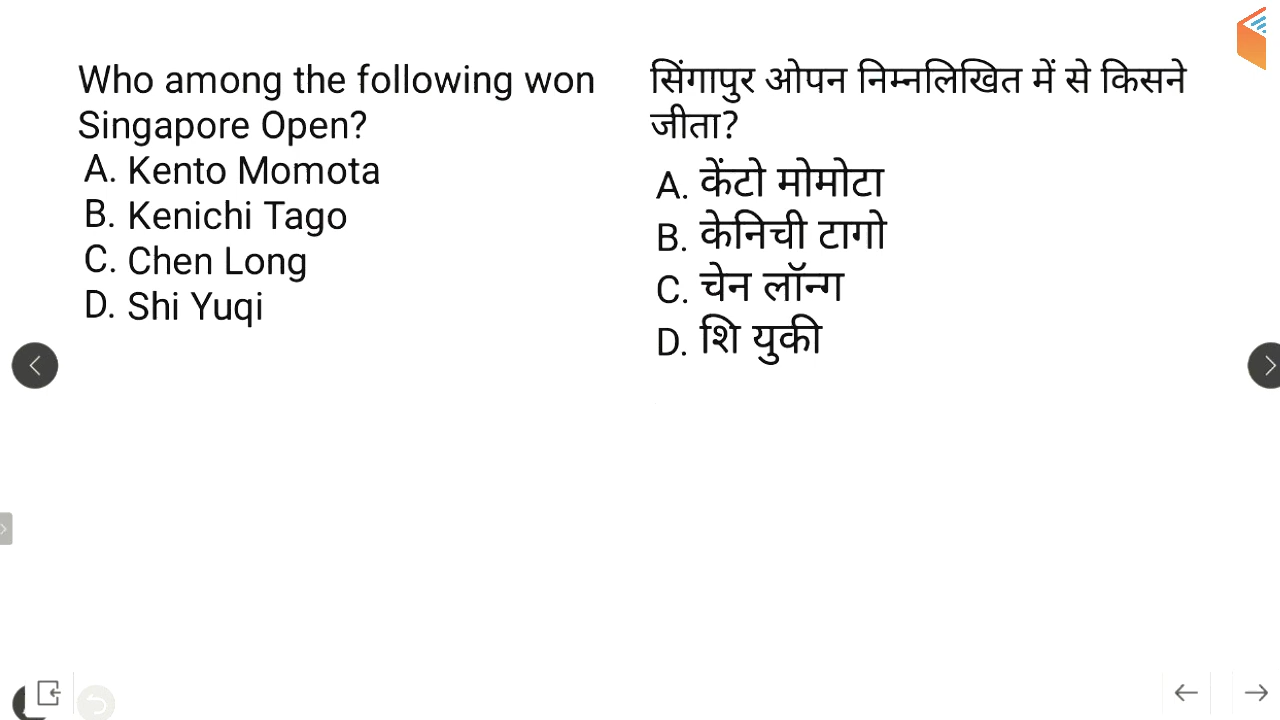 Who among the following won
Singapore Open?
A. Kento Momota
B. Kenichi Tago
C. Chen Long
D. Shi Yuqi
सिंगापुर ओपन निम्नलिखित में से किसने
जीता?
A. केंटो मोमोटा
B. केनिची टागो
C. चेन लॉन्ग
D. शि युकी